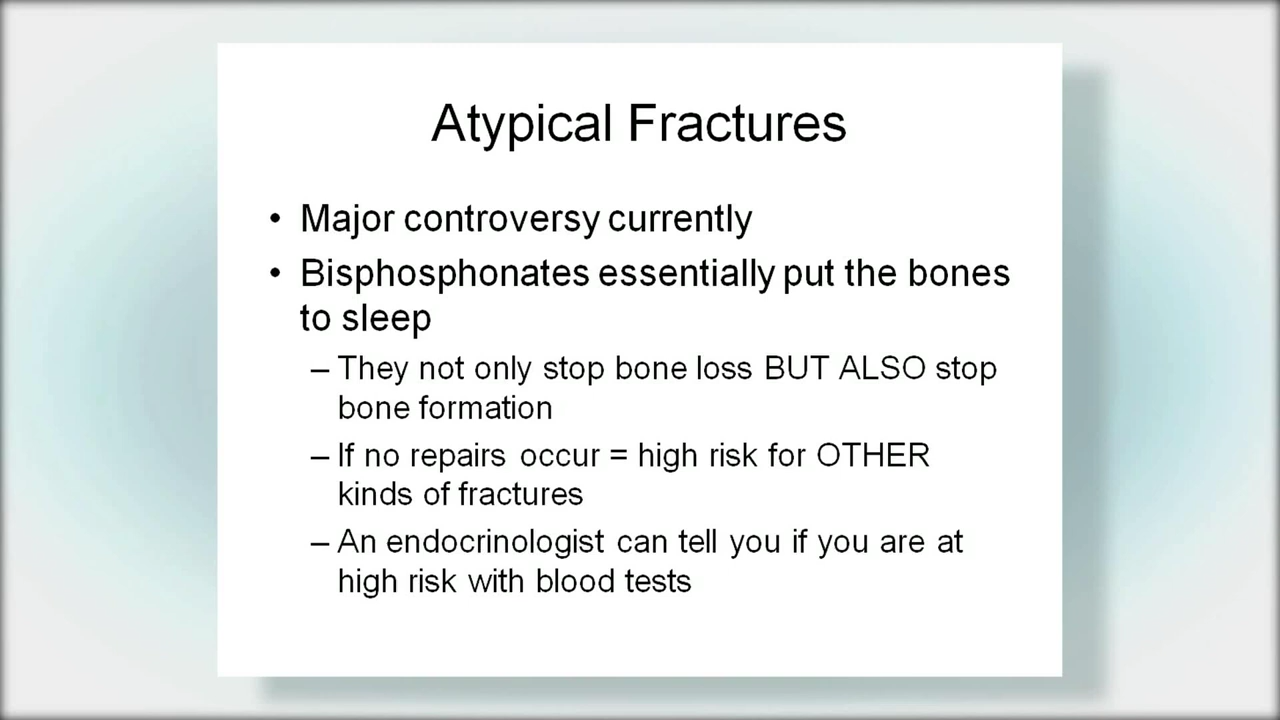 Atypical Fractures
• Major controversy currently
• Bisphosphonates essentially put the bones
to sleep
– They not only stop bone loss BUT ALSO stop
bone formation
– If no repairs occur = high risk for OTHER
kinds of fractures
– An endocrinologist can tell you if you are at
high risk with blood tests